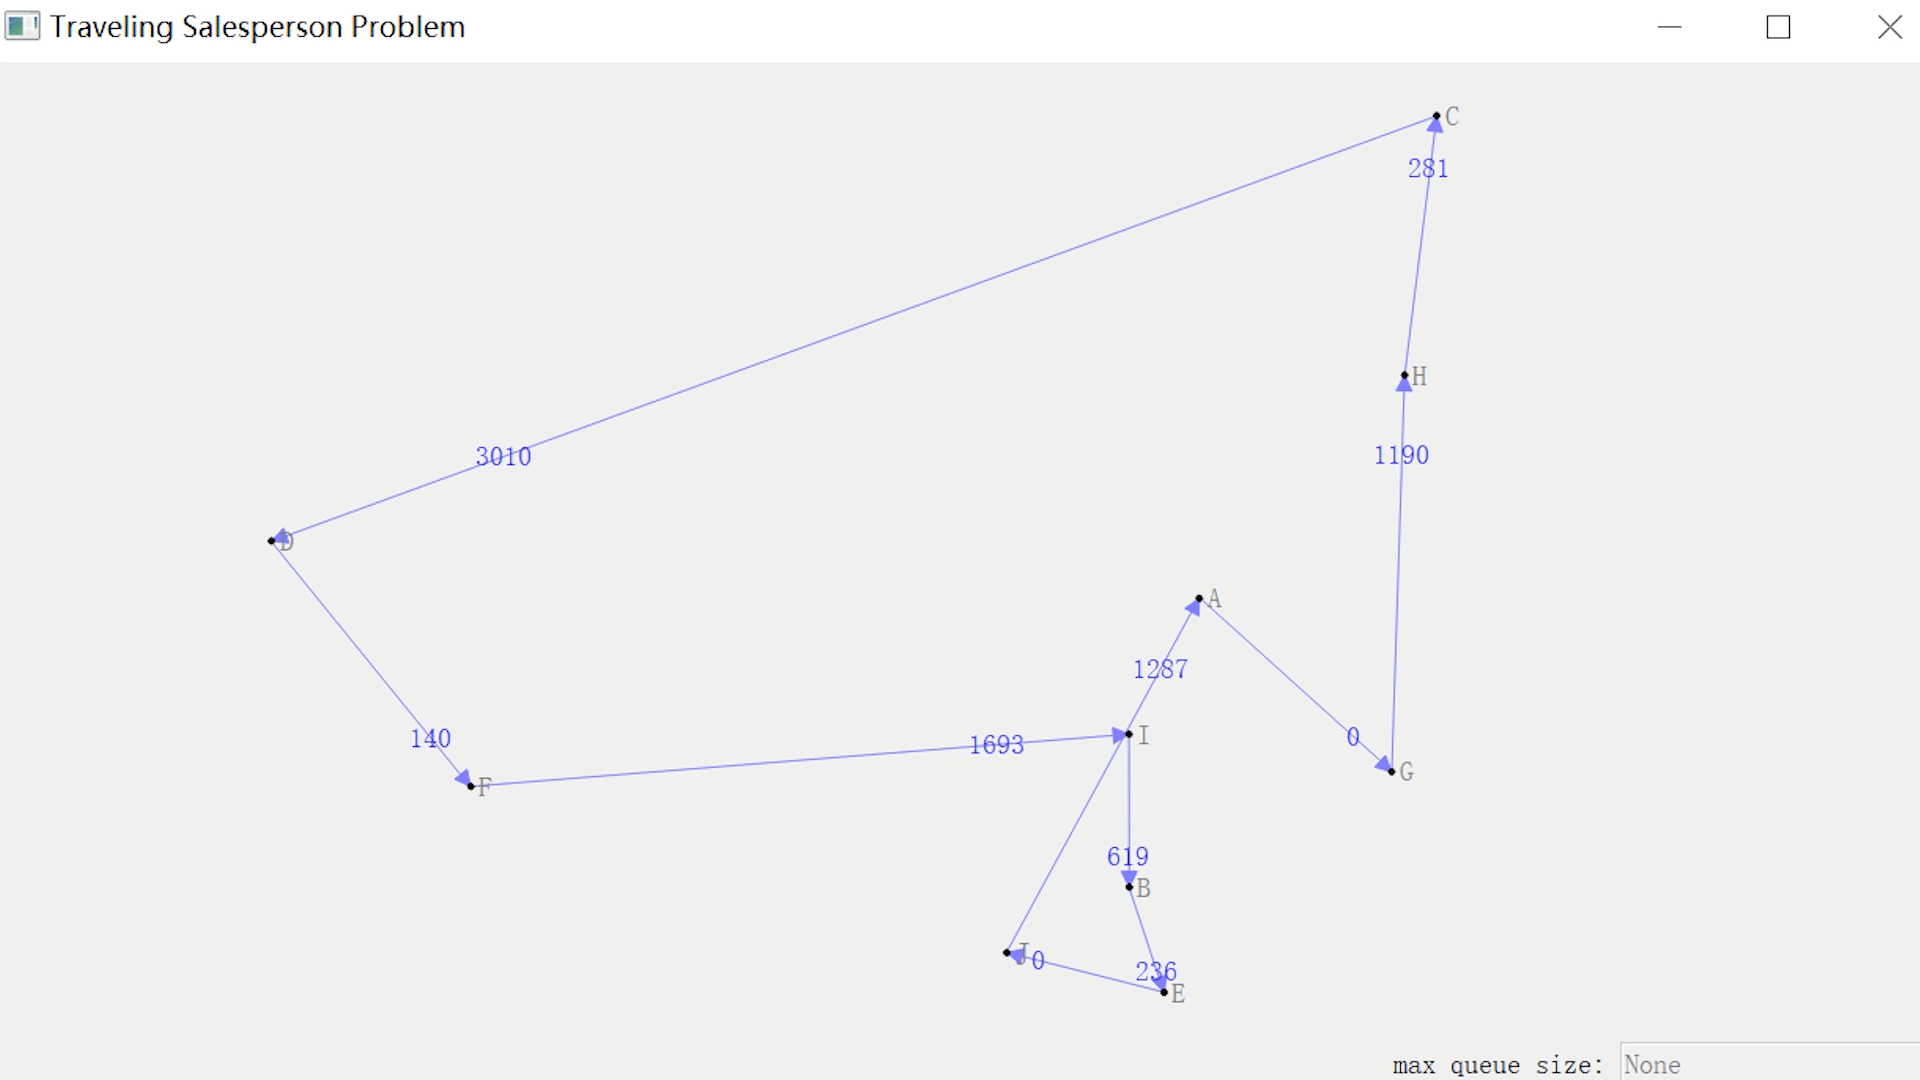 Traveling Salesperson Problem
C
281
H
1190
3010
D
A
1287
140
1693
I
0
G
F
619
B
J
0
236
E
max queue size: None